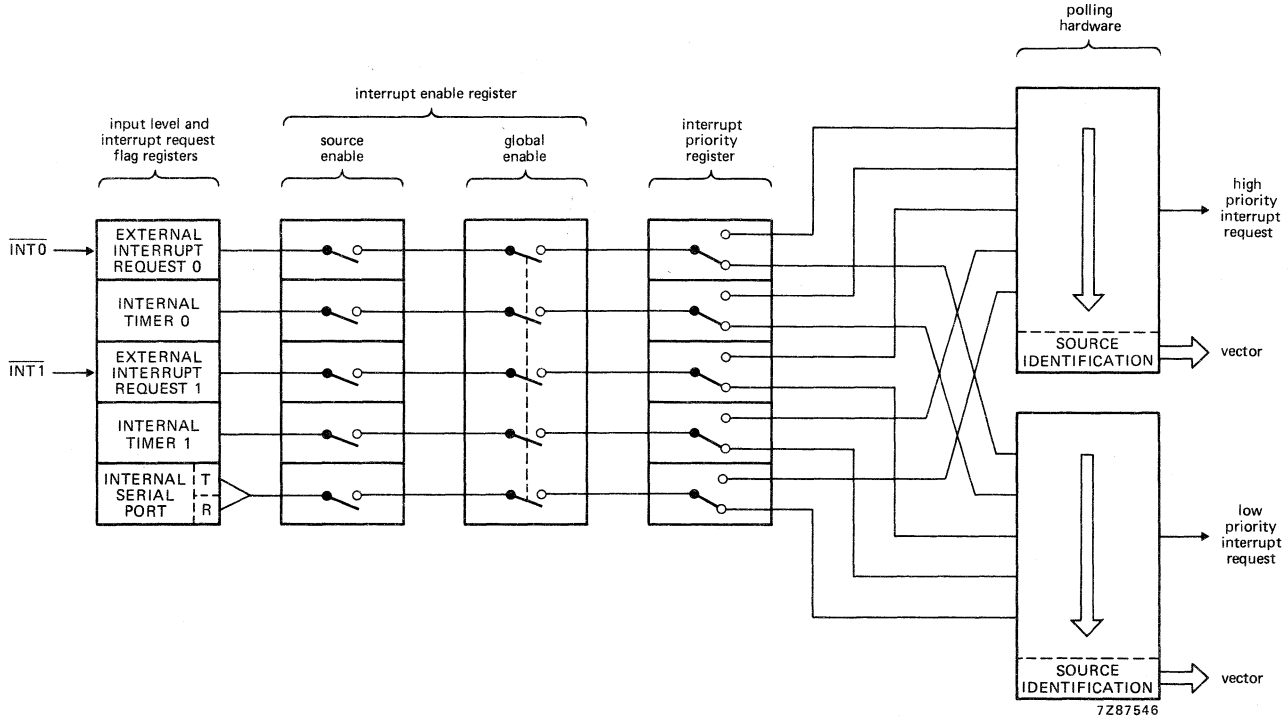 polling
hardware
interrupt enable register
input level and
interrupt request
flag registers
source
enable
global
enable
interrupt
priority
register
INT0
EXTERNAL
INTERRUPT
REQUEST 0
INTERNAL
TIMER 0
INT1
EXTERNAL
INTERRUPT
REQUEST 1
INTERNAL
TIMER 1
INTERNAL
SERIAL
PORT
T
R
high
priority
interrupt
request
SOURCE
IDENTIFICATION
vector
low
priority
interrupt
request
SOURCE
IDENTIFICATION
vector
7Z87546